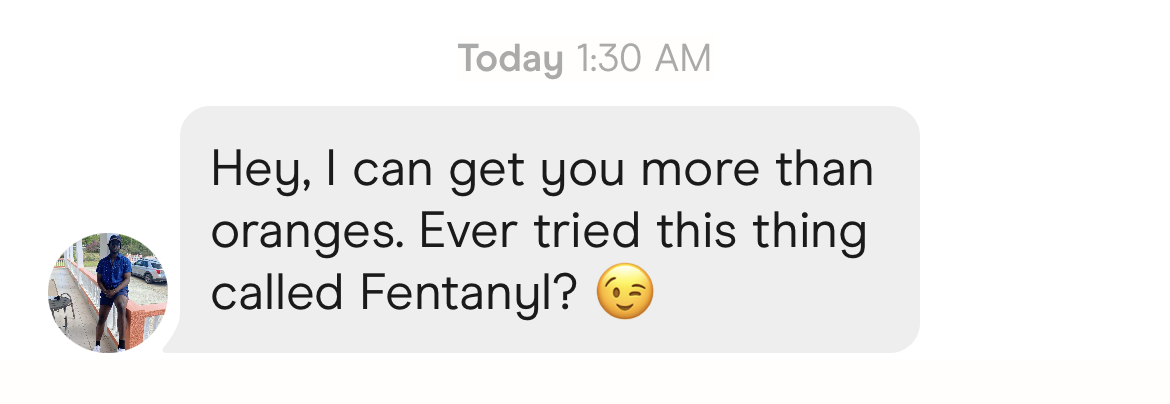 Today 1:30 AM
Hey, I can get you more than
oranges. Ever tried this thing
called Fentanyl? 😉